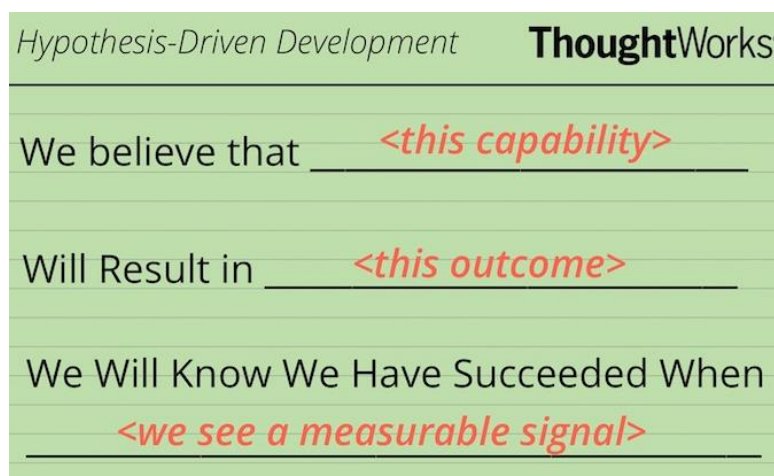 Hypothesis-Driven Development ThoughtWorks
We believe that <this capability>
Will Result in <this outcome>
We Will Know We Have Succeeded When
<we see a measurable signal>